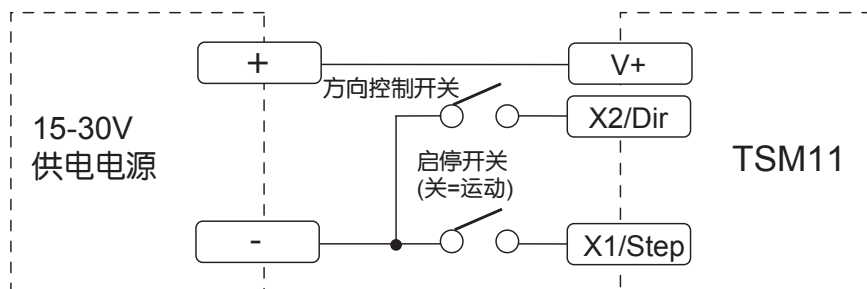 +
V+
方向控制开关
X2/Dir
15-30V
供电电源
TSM11
启停开关
(关=运动)
-
X1/Step